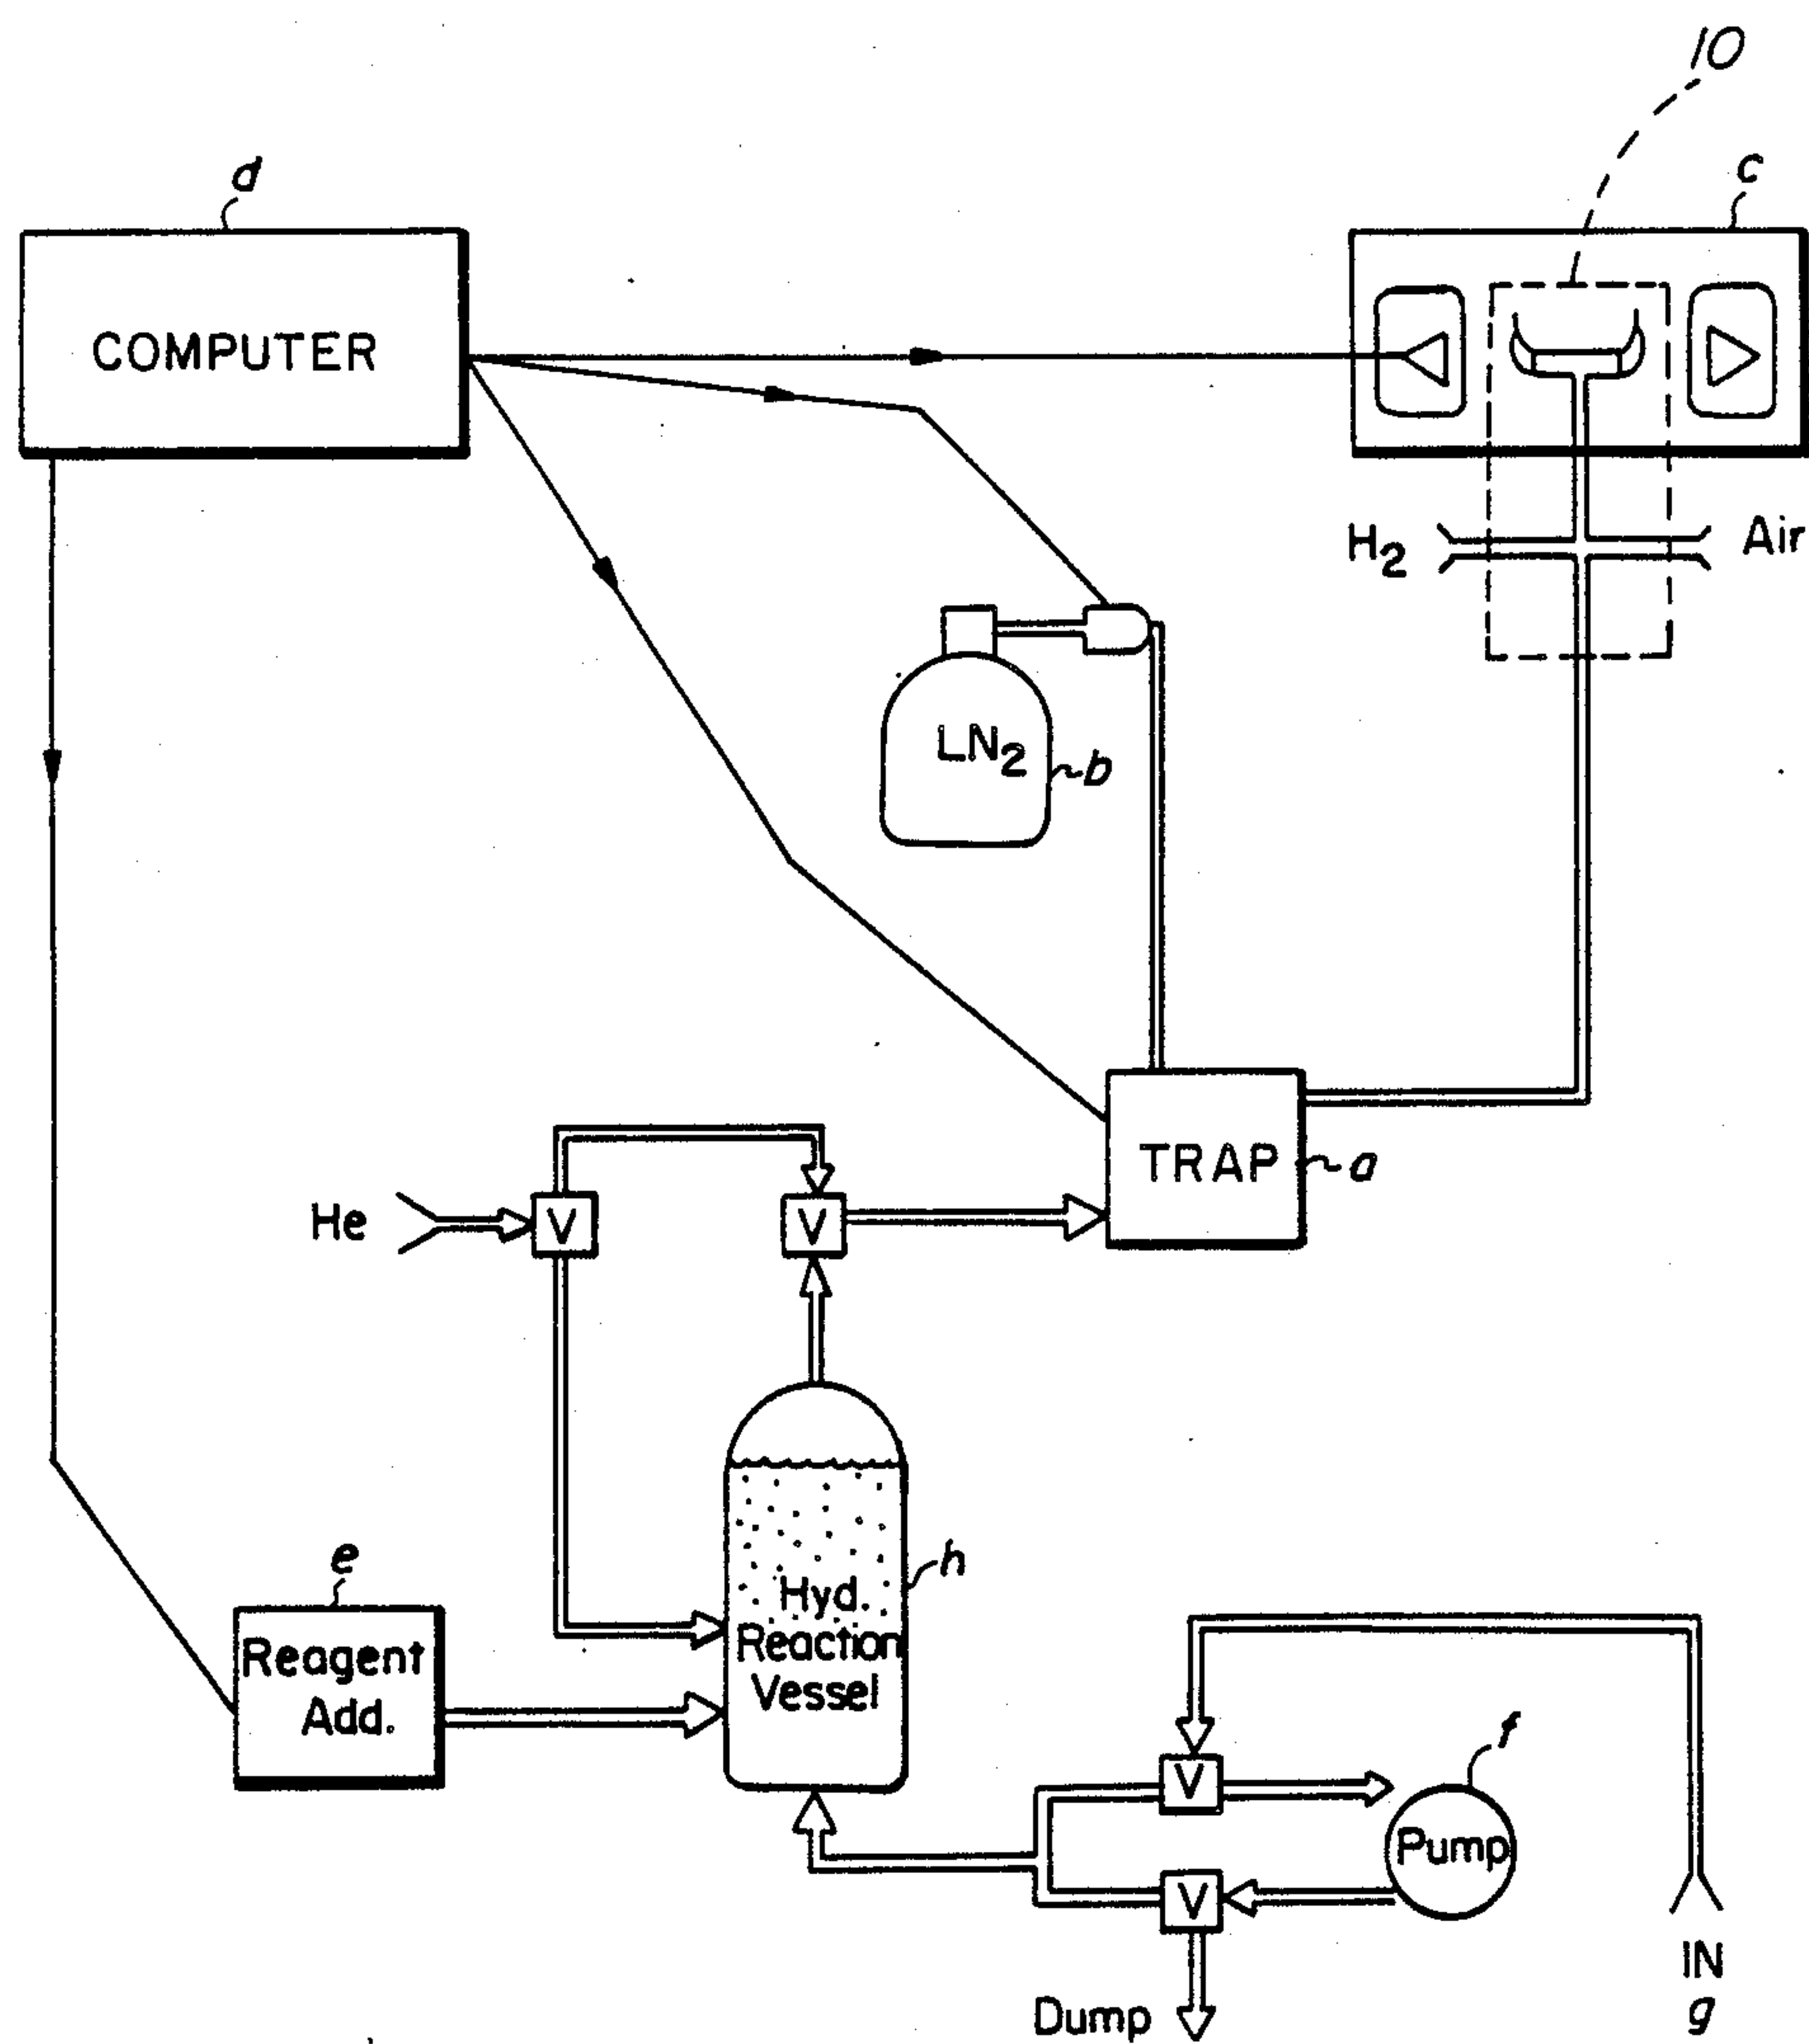 10
d
c
COMPUTER
H2
Air
LN2
b
TRAP
a
He
V
V
e
h
Reagent
Add.
Hyd.
Reaction
Vessel
f
V
Pump
V
IN
g
Dump